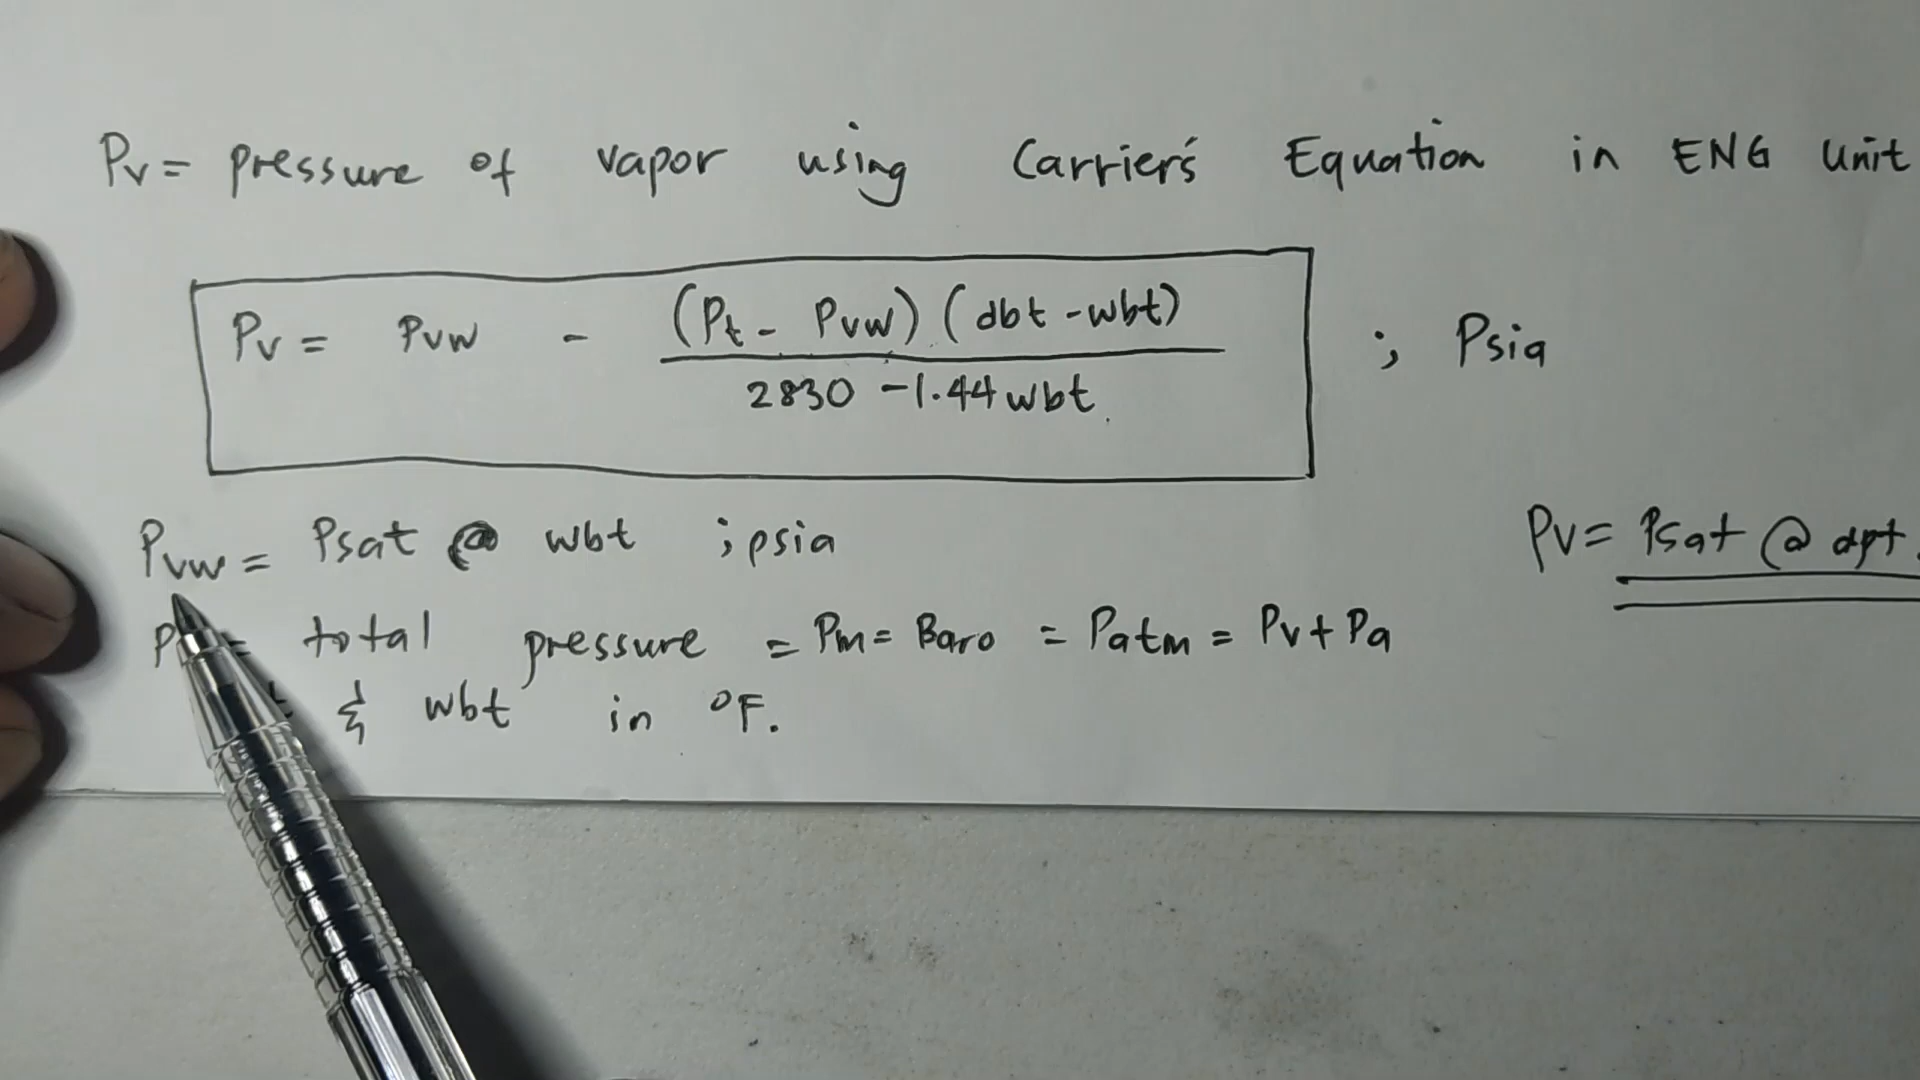 Pv = pressure of vapor using Carrier's Equation in ENG Unit
Pv = Pvw - (Pt - Pvw) (dbt - wbt)
2830 - 1.44 wbt
; Psia
Pvw = Psat @ wbt ; psia
Pv = Psat @ dpt
= total pressure = Pm = Baro = Patm = Pv + Pa
& wbt in °F.